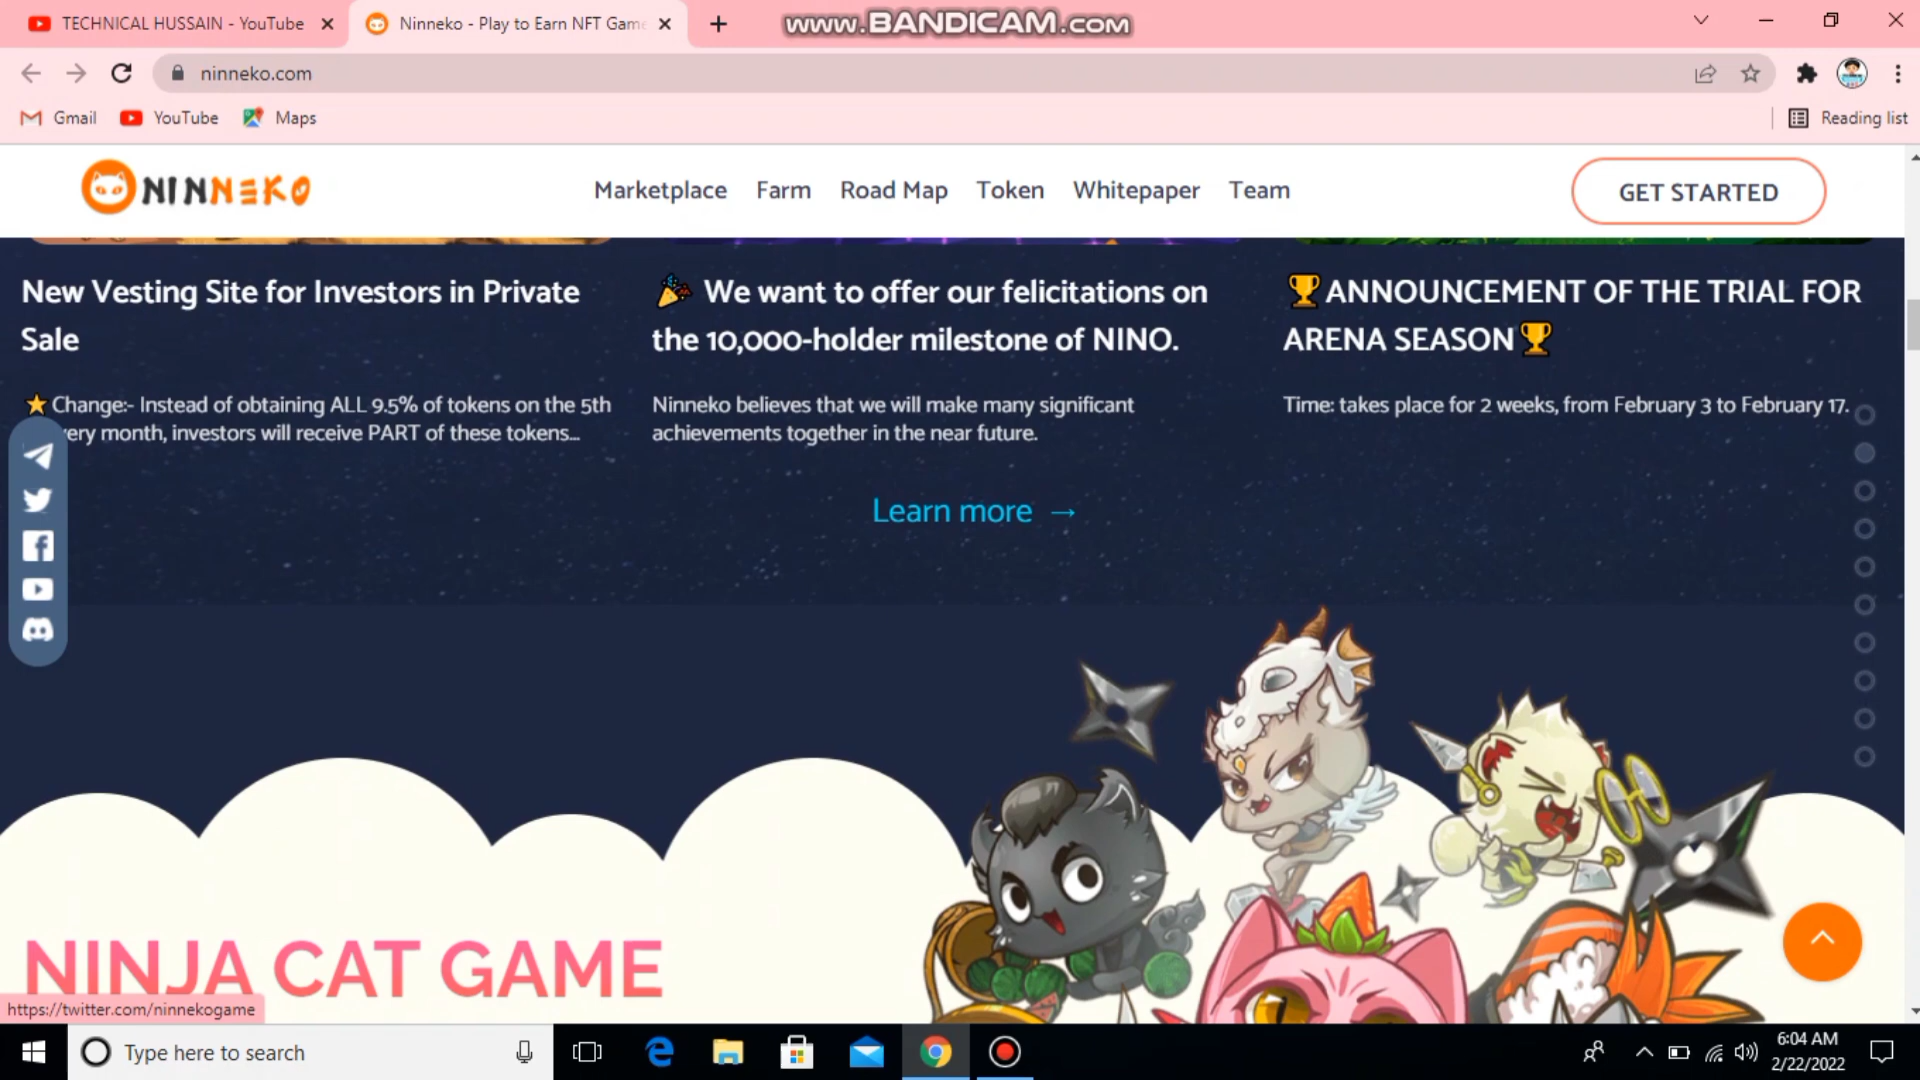 TECHNICAL HUSSAIN - YouTube
Ninneko - Play to Earn NFT Game
www.BANDICAM.com
ninneko.com
Gmail
YouTube
Maps
Reading list
NINNEKO
Marketplace
Farm
Road Map
Token
Whitepaper
Team
GET STARTED
New Vesting Site for Investors in Private
Sale
⭐Change:- Instead of obtaining ALL 9.5% of tokens on the 5th
very month, investors will receive PART of these tokens...
🎉 We want to offer our felicitations on
the 10,000-holder milestone of NINO.
Ninneko believes that we will make many significant
achievements together in the near future.
🏆ANNOUNCEMENT OF THE TRIAL FOR
ARENA SEASON🏆
Time: takes place for 2 weeks, from February 3 to February 17.
Learn more →
NINJA CAT GAME
https://twitter.com/ninnekogame
Type here to search
6:04 AM
2/22/2022